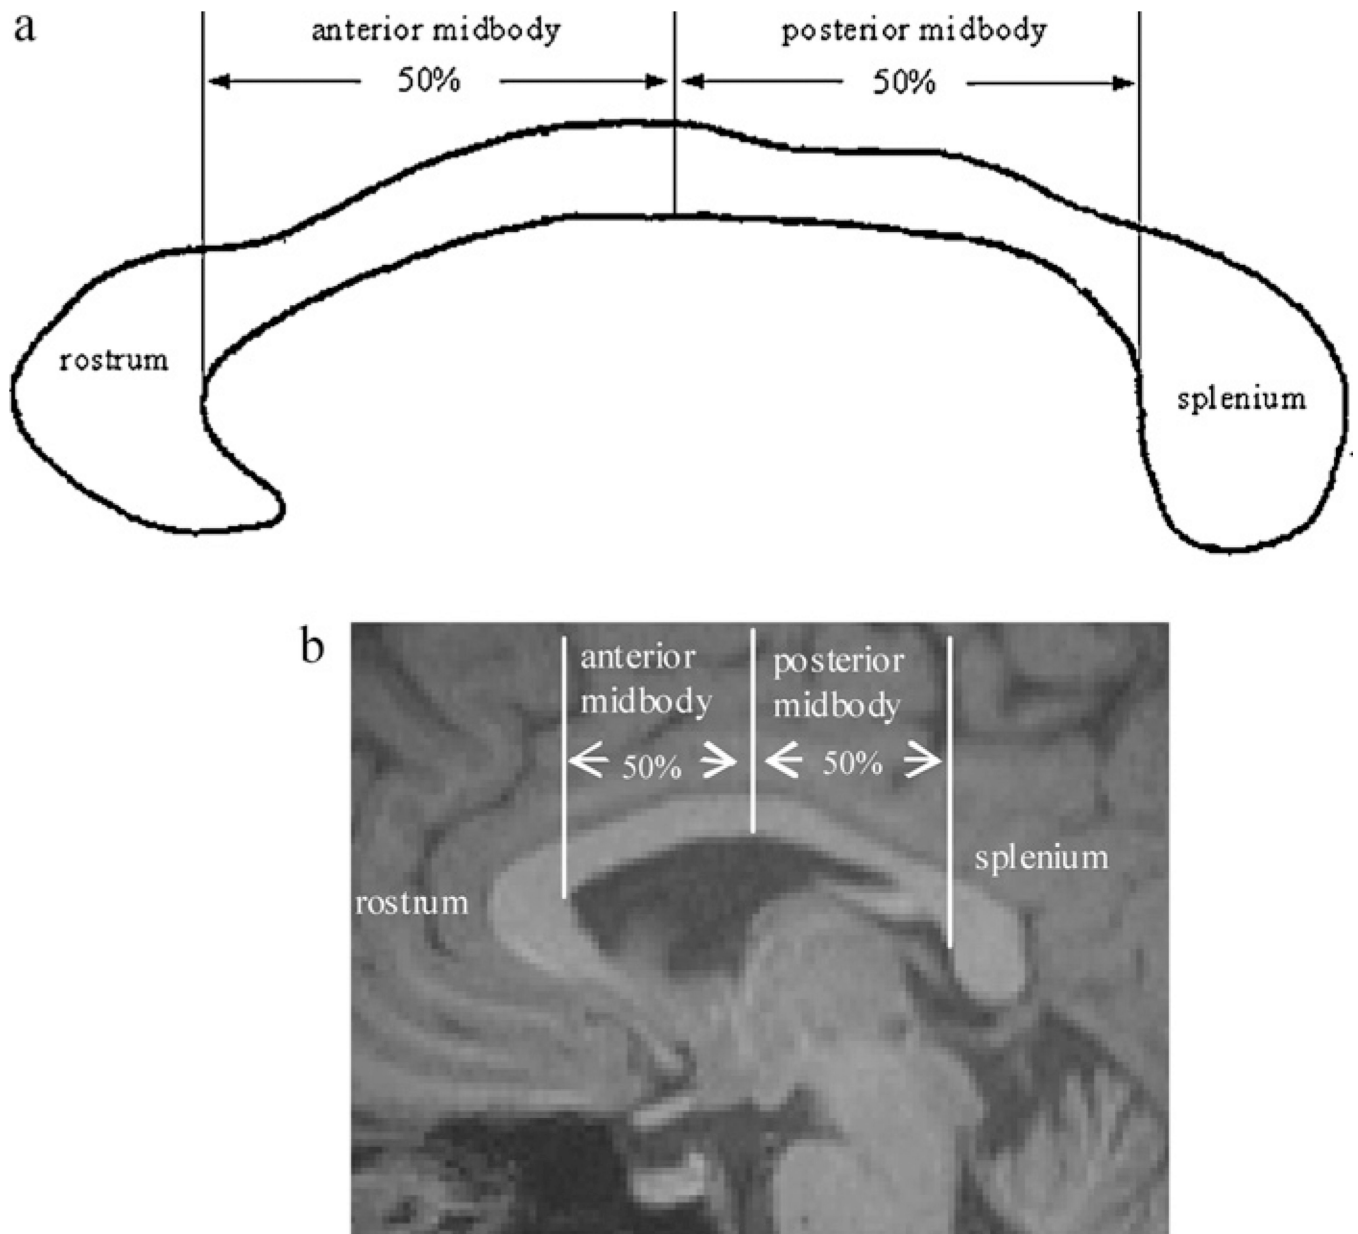 a
anterior midbody
posterior midbody
50%
50%
rostrum
splenium
b
anterior
midbody
posterior
midbody
50%
50%
splenium
rostrum